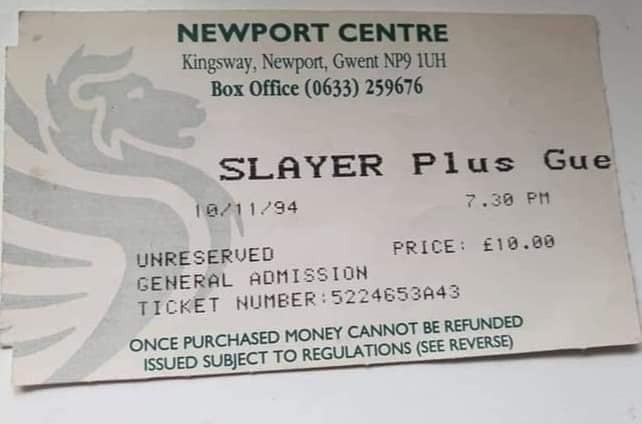 NEWPORT CENTRE
Kingsway, Newport, Gwent NP9 1UH
Box Office (0633) 259676
SLAYER Plus Gue
10/11/94 7.30 PM
UNRESERVED PRICE: £10.00
GENERAL ADMISSION
TICKET NUMBER:5224653A43
ONCE PURCHASED MONEY CANNOT BE REFUNDED
ISSUED SUBJECT TO REGULATIONS (SEE REVERSE)